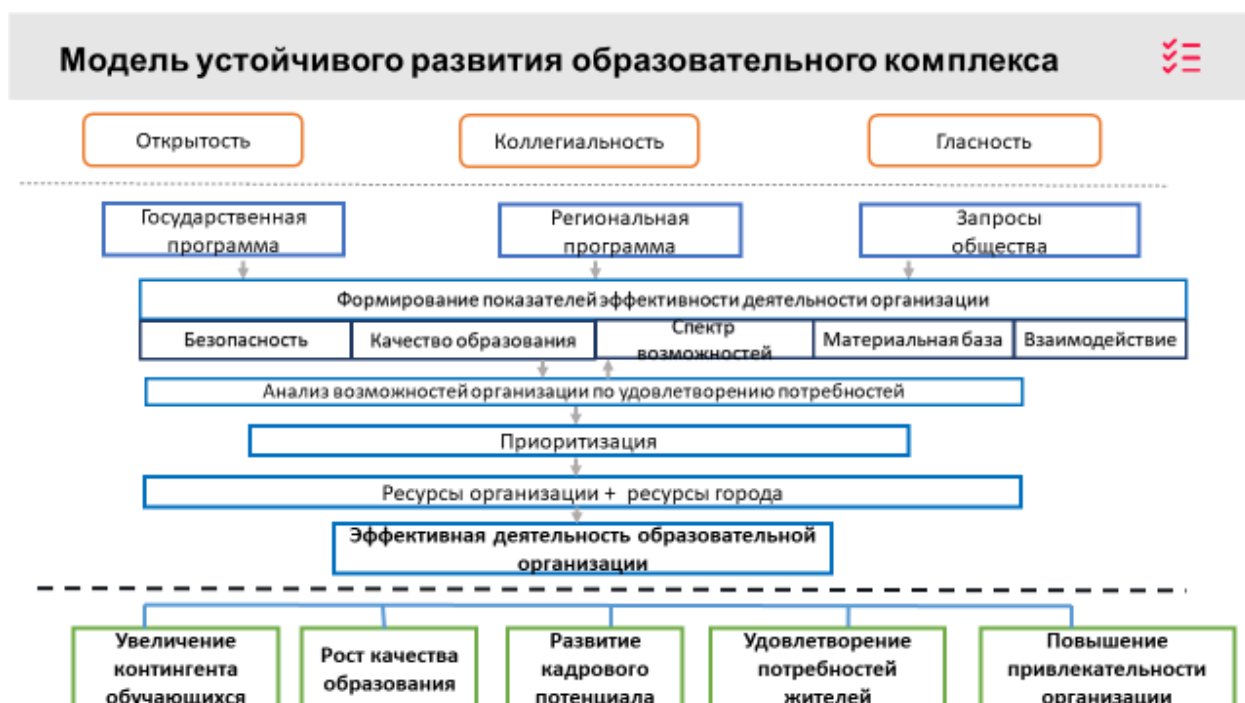 Модель устойчивого развития образовательного комплекса
Открытость
Коллегиальность
Гласность
Государственная
программа
Региональная
программа
Запросы
общества
Формирование показателей эффективности деятельности организации
Безопасность
Качество образования
Спектр
возможностей
Материальная база
Взаимодействие
Анализ возможностей организации по удовлетворению потребностей
Приоритизация
Ресурсы организации + ресурсы города
Эффективная деятельность образовательной
организации
Увеличение
контингента
обучающихся
Рост качества
образования
Развитие
кадрового
потенциала
Удовлетворение
потребностей
жителей
Повышение
привлекательности
организации